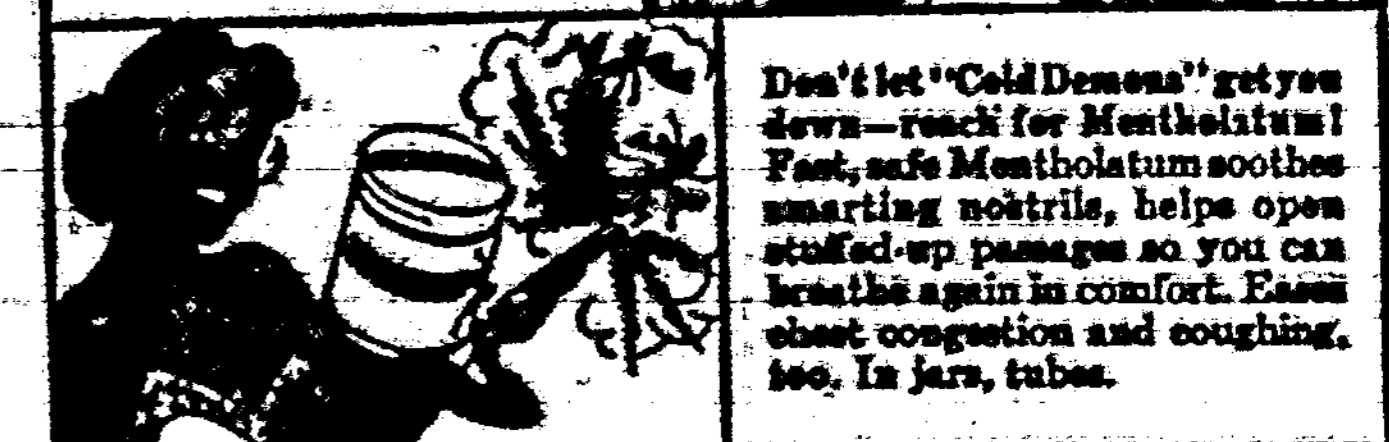 Don't let "Cold Demons" get you
down—reach for Mentholatum!
Fast, safe Mentholatum soothes
smarting nostrils, helps open
stuffed-up passages so you can
breathe again in comfort. Eases
chest congestion and coughing,
too. In jars, tubes.